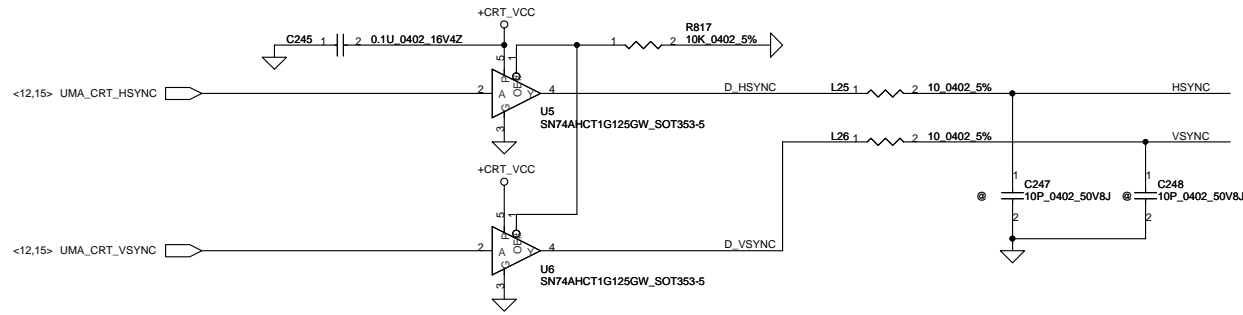 +CRT_VCC
C245 1 2 0.1U_0402_16V4Z
R817
1 2 10K_0402_5%
5 1
P OE#
<12,15> UMA_CRT_HSYNC 2 A Y 4 D_HSYNC L25 1 2 10_0402_5% HSYNC
G
3
U5
SN74AHCT1G125GW_SOT353-5
L26 1 2 10_0402_5% VSYNC
+CRT_VCC
1 1
@ C247
10P_0402_50V8J
@ C248
10P_0402_50V8J
2 2
5 1
P OE#
<12,15> UMA_CRT_VSYNC 2 A Y 4 D_VSYNC
G
3
U6
SN74AHCT1G125GW_SOT353-5